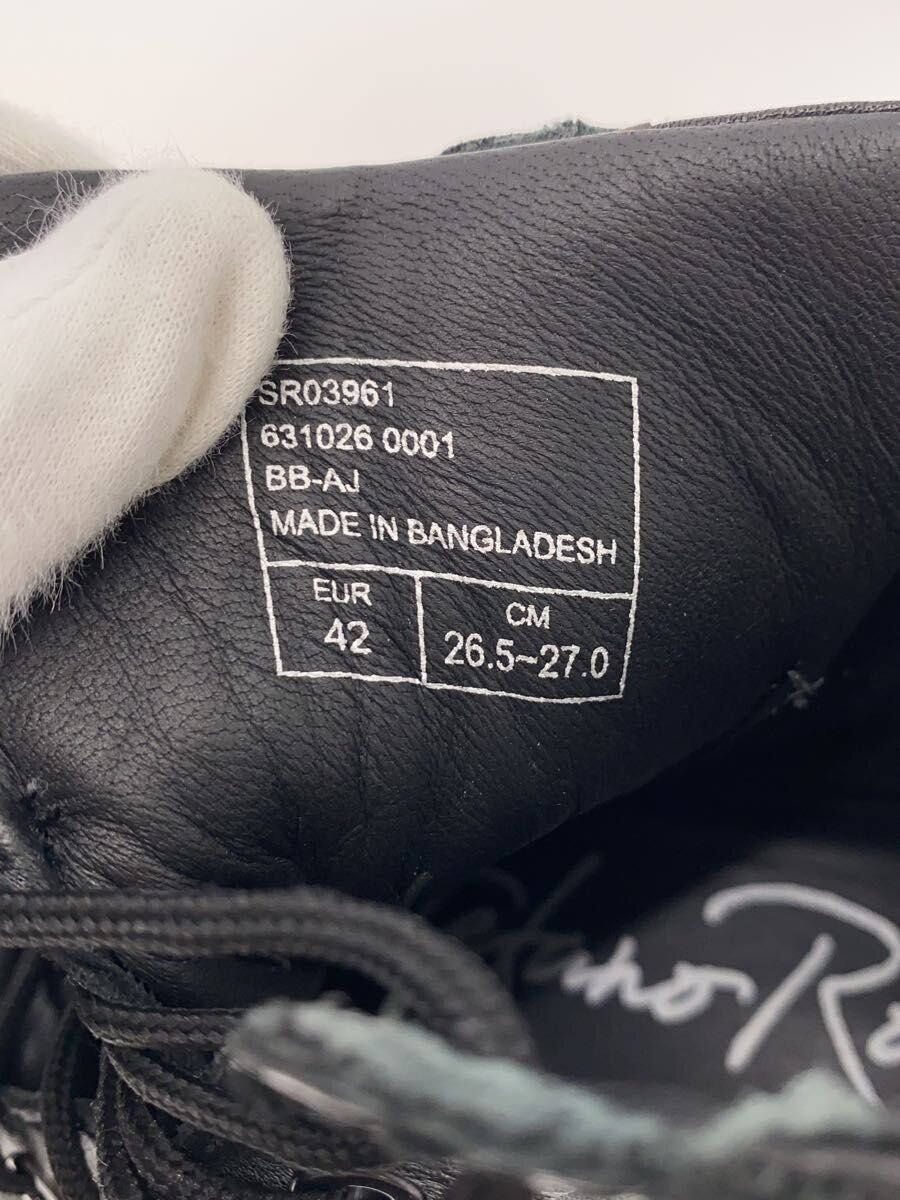 SR03961
631026 0001
BB-AJ
MADE IN BANGLADESH
EUR
42
CM
26.5~27.0